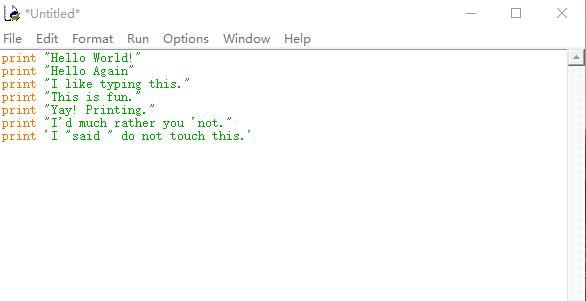 *Untitled*
File Edit Format Run Options Window Help
print "Hello World!"
print "Hello Again"
print "I like typing this."
print "This is fun."
print "Yay! Printing."
print "I'd much rather you 'not."
print 'I "said " do not touch this.'